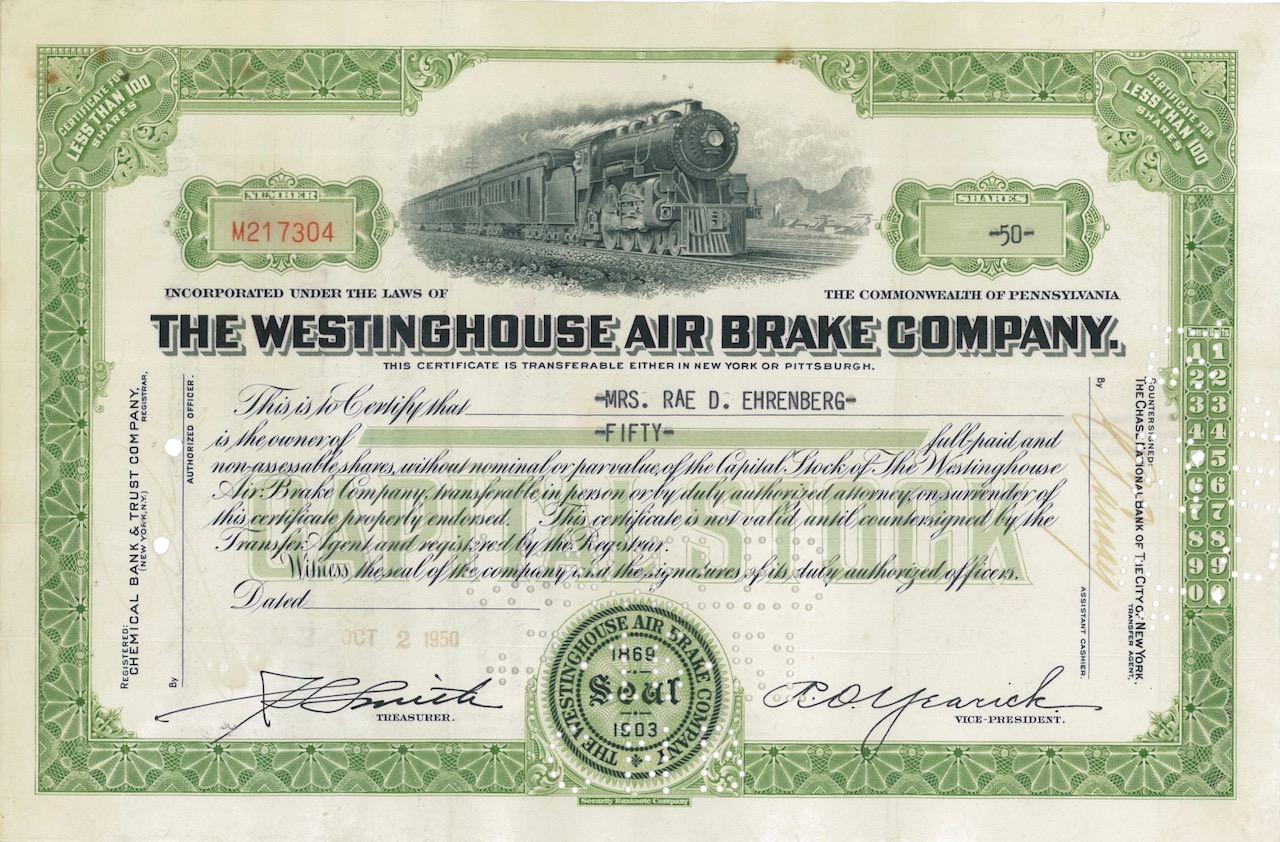 CERTIFICATE FOR
LESS THAN 100
SHARES
CERTIFICATE FOR
LESS THAN 100
SHARES
NUMBER
M217304
SHARES
-50-
INCORPORATED UNDER THE LAWS OF
THE COMMONWEALTH OF PENNSYLVANIA
THE WESTINGHOUSE AIR BRAKE COMPANY.
THIS CERTIFICATE IS TRANSFERABLE EITHER IN NEW YORK OR PITTSBURGH.
This is to Certify that -MRS. RAE D. EHRENBERG-
is the owner of -FIFTY- full-paid and
non-assessable shares, without nominal or par value, of the Capital Stock of The Westinghouse
Air Brake Company, transferable in person or by duly authorized attorney, on surrender of
this certificate properly endorsed. This certificate is not valid until countersigned by the
Transfer Agent and registered by the Registrar.
Witness the seal of the company and the signatures of its duly authorized officers.
Dated
OCT 2 1950
CAPITAL STOCK
REGISTERED:
CHEMICAL BANK & TRUST COMPANY,
(NEW YORK, N.Y.)
REGISTRAR.
By
AUTHORIZED OFFICER.
COUNTERSIGNED:
THE CHASE NATIONAL BANK OF THE CITY OF NEW YORK
TRANSFER AGENT,
By
ASSISTANT CASHIER.
Tens Units
1 1
2 2
3 3
4 4
5
6 6
7 7
8 8
9 9
0
Smith
TREASURER.
THE WESTINGHOUSE AIR BRAKE COMPANY
1869
Seal
1903
C.O. Yearick
VICE-PRESIDENT.
Security Banknote Company